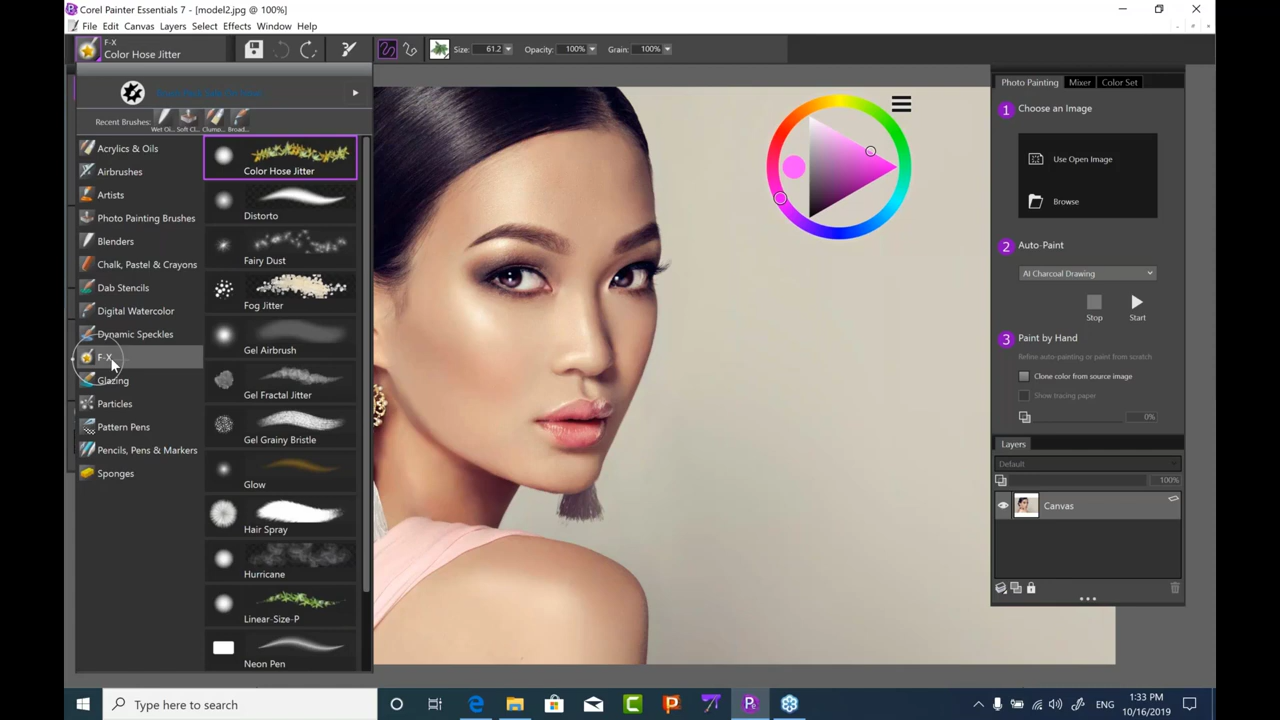 Corel Painter Essentials 7 - [model2.jpg @ 100%]
File Edit Canvas Layers Select Effects Window Help
F-X
Color Hose Jitter
Size: 61.2 Opacity: 100% Grain: 100%
Recent Brushes: Wet Oi... Soft Cl... Clump... Broad...
Acrylics & Oils
Airbrushes
Artists
Photo Painting Brushes
Blenders
Chalk, Pastel & Crayons
Dab Stencils
Digital Watercolor
Dynamic Speckles
F-X
Glazing
Particles
Pattern Pens
Pencils, Pens & Markers
Sponges
Color Hose Jitter
Distorto
Fairy Dust
Fog Jitter
Gel Airbrush
Gel Fractal Jitter
Gel Grainy Bristle
Glow
Hair Spray
Hurricane
Linear-Size-P
Neon Pen
Photo Painting Mixer Color Set
1 Choose an Image
Use Open Image
Browse
2 Auto-Paint
AI Charcoal Drawing
Stop Start
3 Paint by Hand
Refine auto-painting or paint from scratch
Clone color from source image
Show tracing paper
0%
Layers
Default
100%
Canvas
Type here to search
ENG
1:33 PM
10/16/2019